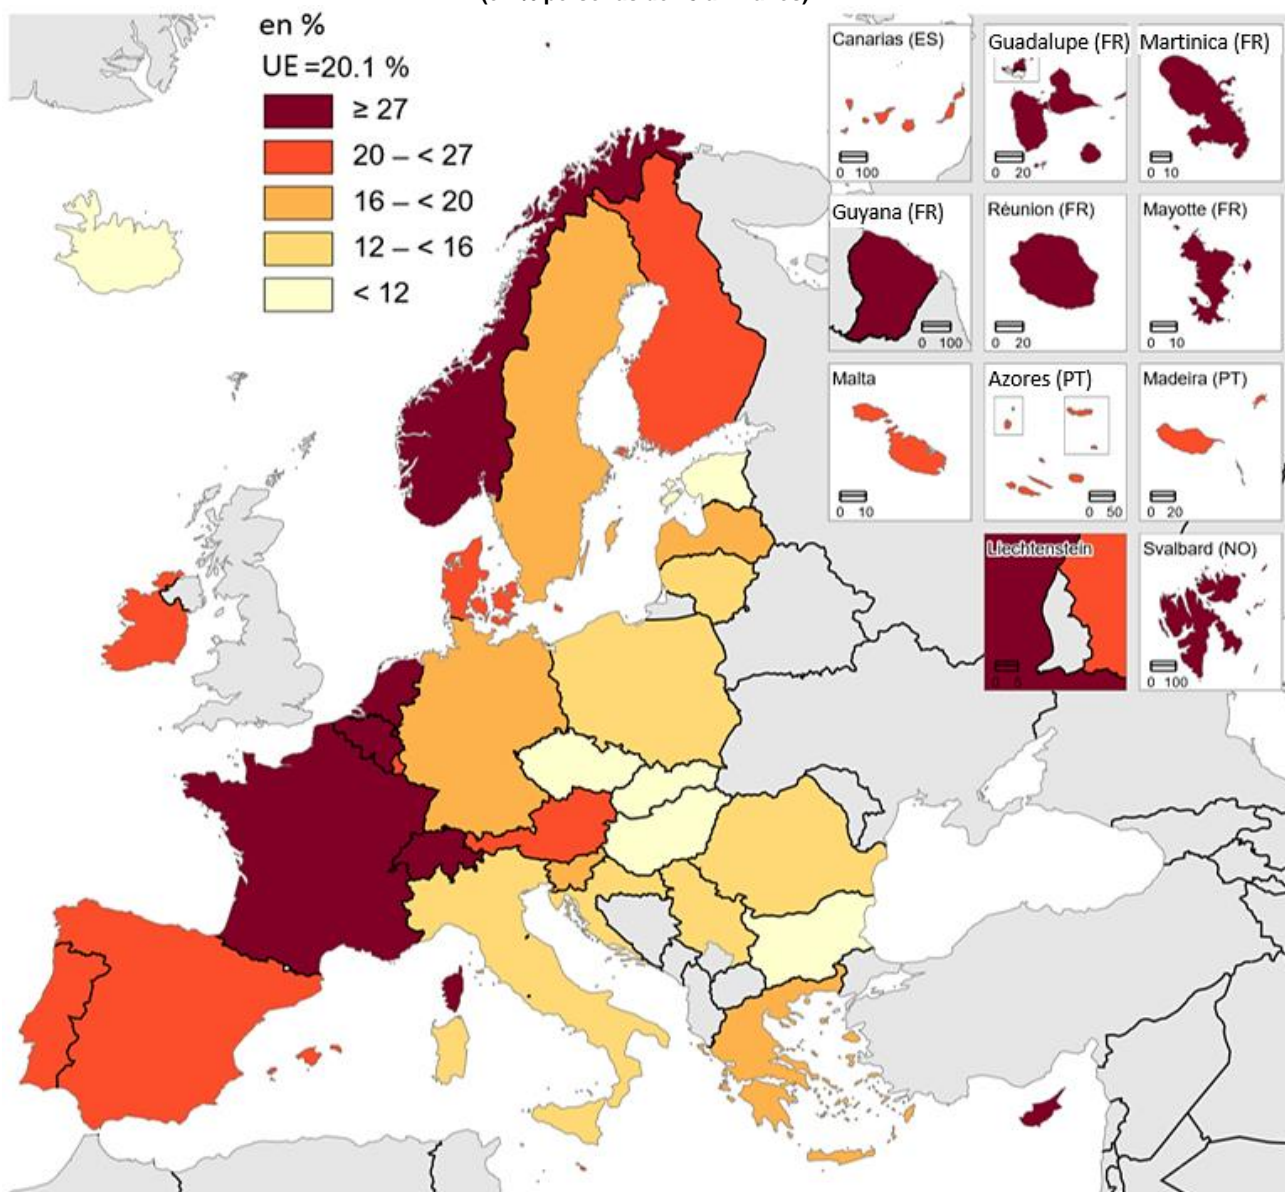 en %
UE =20.1 %
≥ 27
20 – < 27
16 – < 20
12 – < 16
< 12
Canarias (ES)
0 100
Guadalupe (FR)
0 20
Martinica (FR)
0 10
Guyana (FR)
0 100
Réunion (FR)
0 20
Mayotte (FR)
0 10
Malta
0 10
Azores (PT)
0 50
Madeira (PT)
0 20
Liechtenstein
Svalbard (NO)
0 100